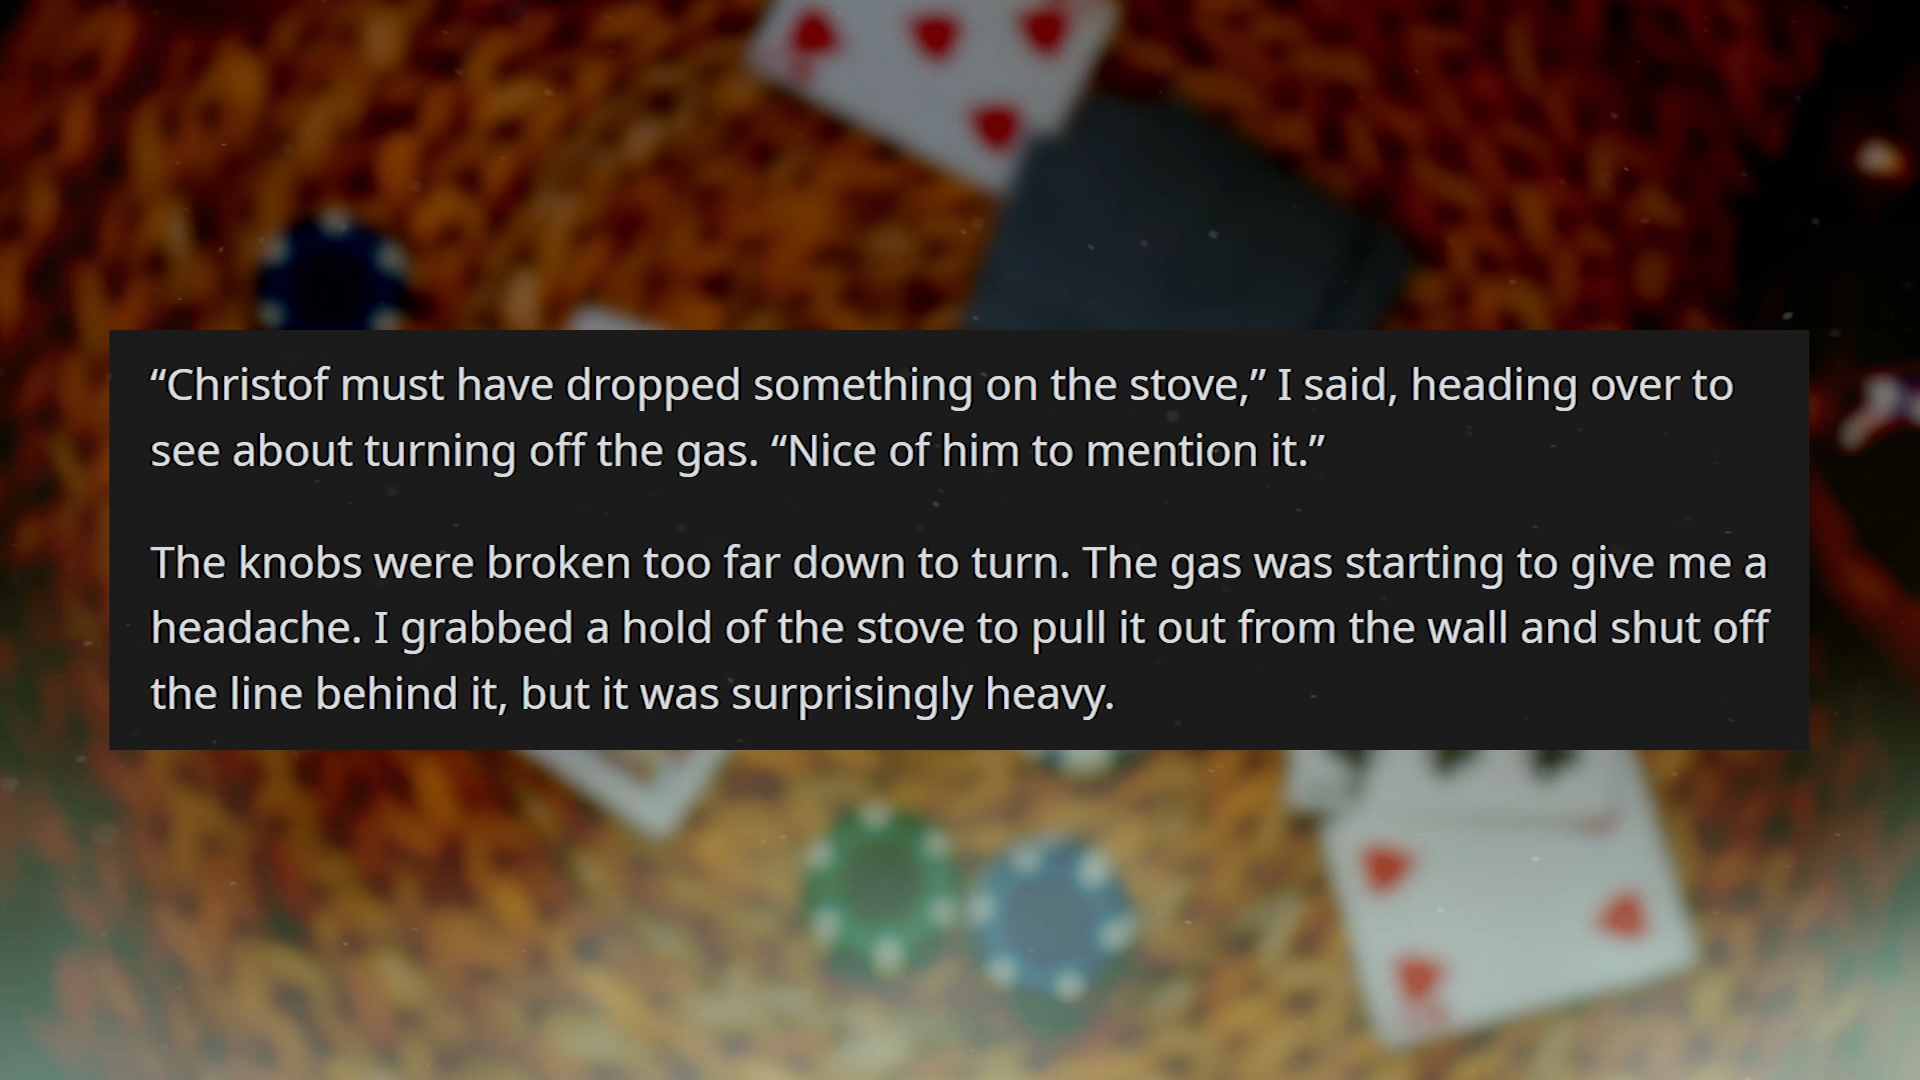 “Christof must have dropped something on the stove,” I said, heading over to
see about turning off the gas. “Nice of him to mention it.”
The knobs were broken too far down to turn. The gas was starting to give me a
headache. I grabbed a hold of the stove to pull it out from the wall and shut off
the line behind it, but it was surprisingly heavy.